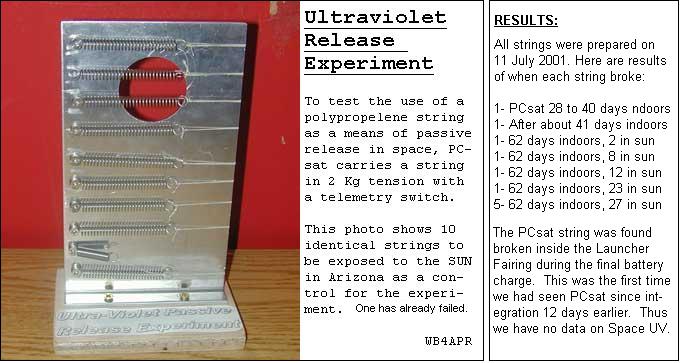 Ultra-Violet Passive
Release Experiment
Ultraviolet
Release
Experiment
To test the use of a
polypropelene string
as a means of passive
release in space, PC-
sat carries a string
in 2 Kg tension with
a telemetry switch.
This photo shows 10
identical strings to
be exposed to the SUN
in Arizona as a con-
trol for the experi-
ment. One has already failed.
WB4APR
RESULTS:
All strings were prepared on
11 July 2001. Here are results
of when each string broke:
1- PCsat 28 to 40 days ndoors
1- After about 41 days indoors
1- 62 days indoors, 2 in sun
1- 62 days indoors, 8 in sun
1- 62 days indoors, 12 in sun
1- 62 days indoors, 23 in sun
5- 62 days indoors, 27 in sun
The PCsat string was found
broken inside the Launcher
Fairing during the final battery
charge. This was the first time
we had seen PCsat since int-
egration 12 days earlier. Thus
we have no data on Space UV.